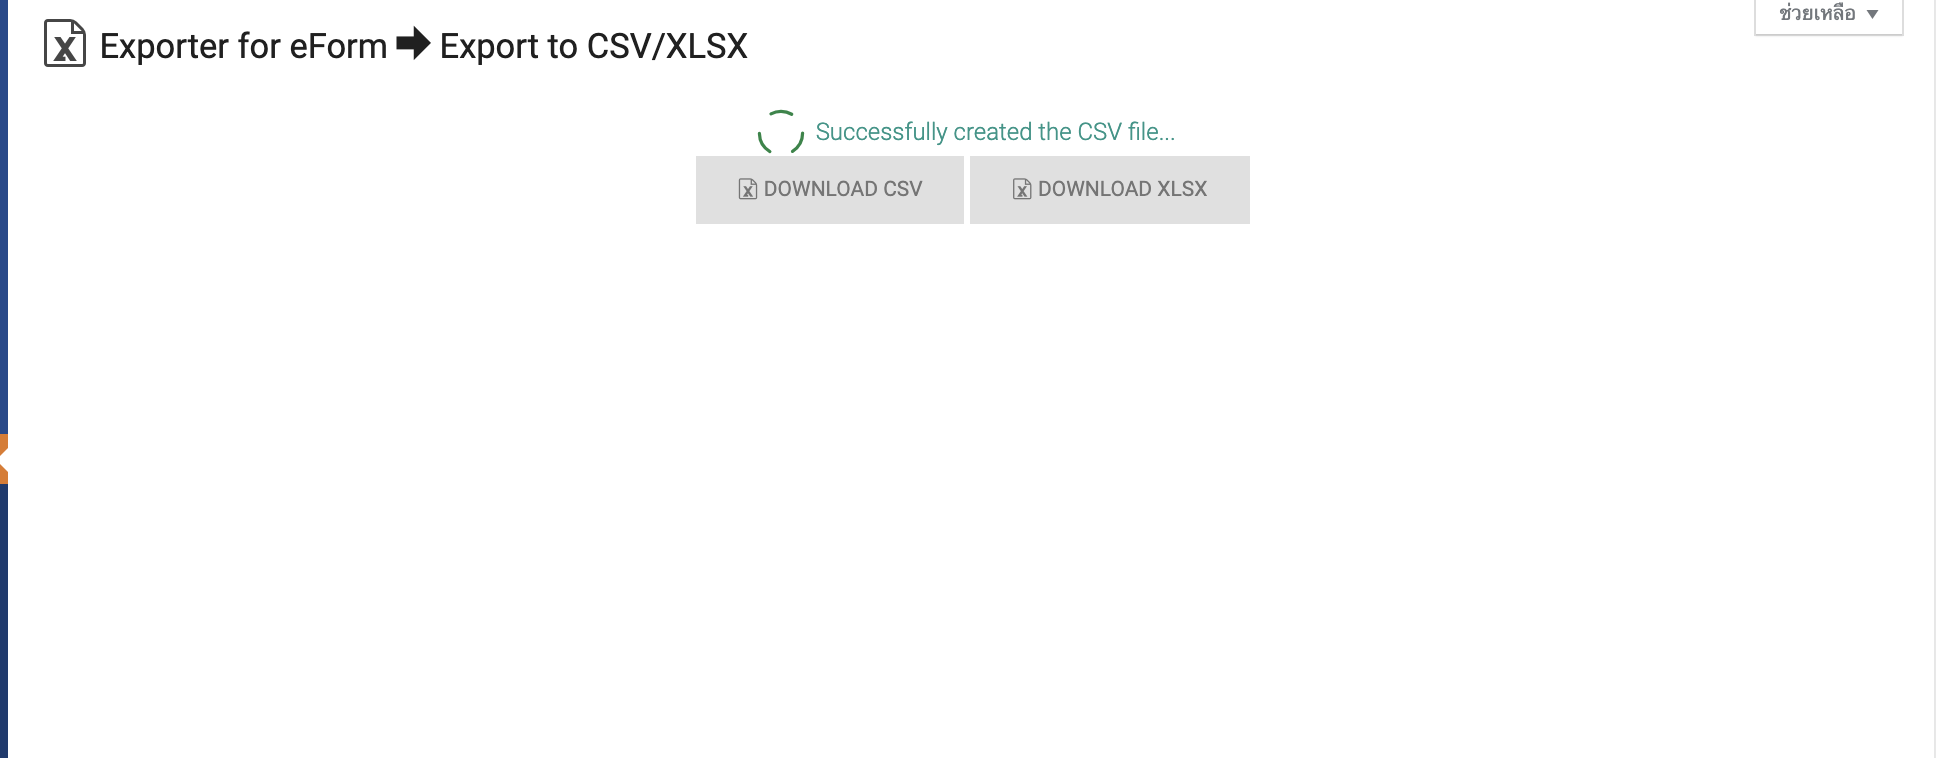 ช่วยเหลือ
Exporter for eForm Export to CSV/XLSX
Successfully created the CSV file...
DOWNLOAD CSV
DOWNLOAD XLSX